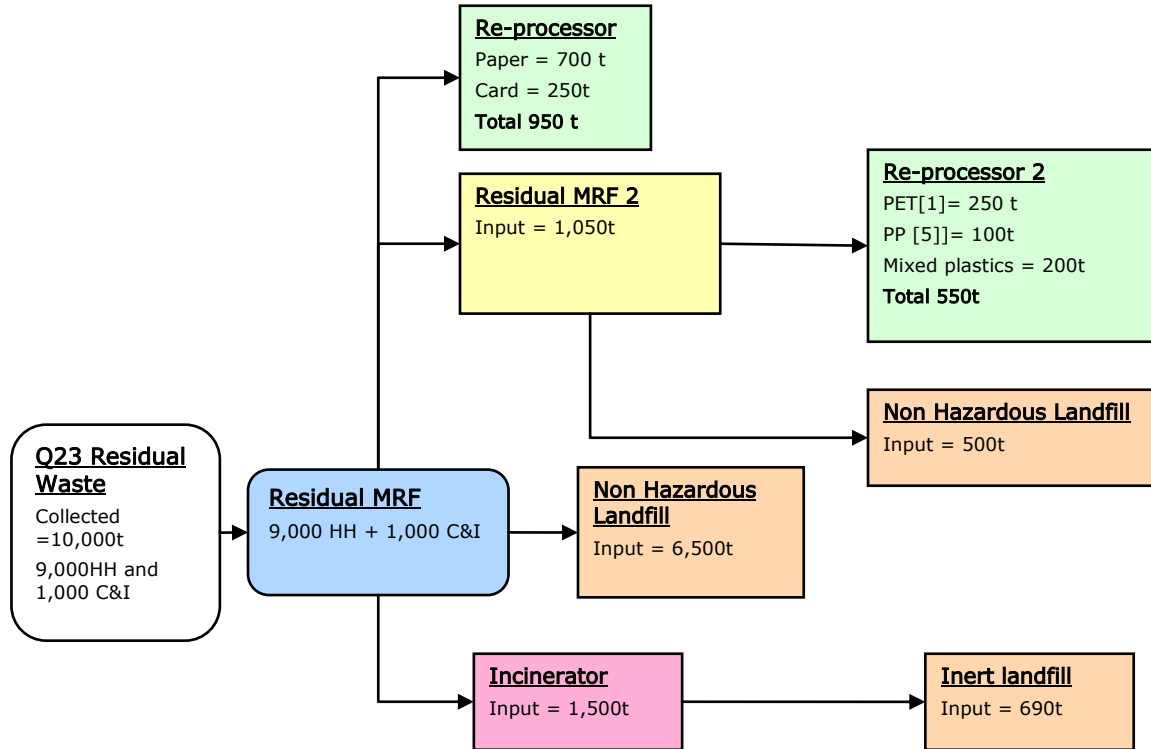 Re-processor
Paper = 700 t
Card = 250t
Total 950 t
Residual MRF 2
Input = 1,050t
Re-processor 2
PET[1]= 250 t
PP [5]]= 100t
Mixed plastics = 200t
Total 550t
Non Hazardous Landfill
Input = 500t
Q23 Residual
Waste
Collected
=10,000t
9,000HH and
1,000 C&I
Residual MRF
9,000 HH + 1,000 C&I
Non Hazardous
Landfill
Input = 6,500t
Incinerator
Input = 1,500t
Inert landfill
Input = 690t